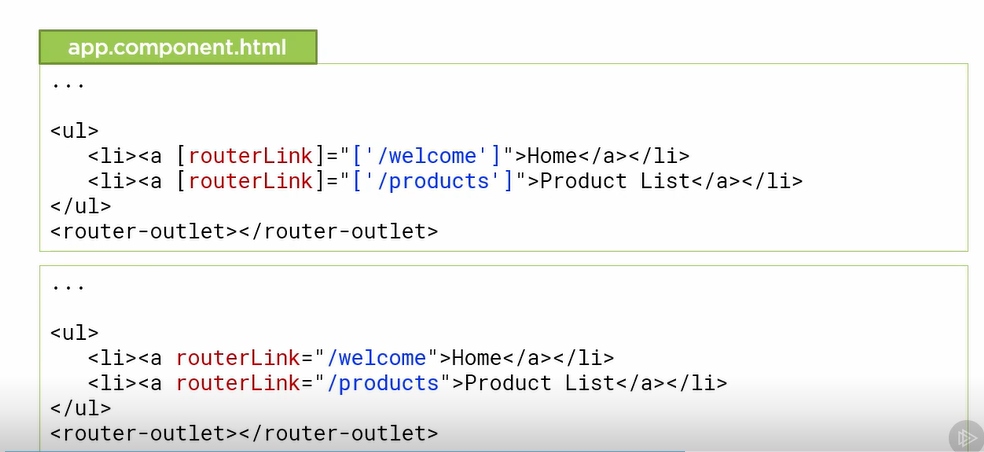 app.component.html
...
<ul>
<li><a [routerLink]="['/welcome']">Home</a></li>
<li><a [routerLink]="['/products']">Product List</a></li>
</ul>
<router-outlet></router-outlet>
...
<ul>
<li><a routerLink="/welcome">Home</a></li>
<li><a routerLink="/products">Product List</a></li>
</ul>
<router-outlet></router-outlet>